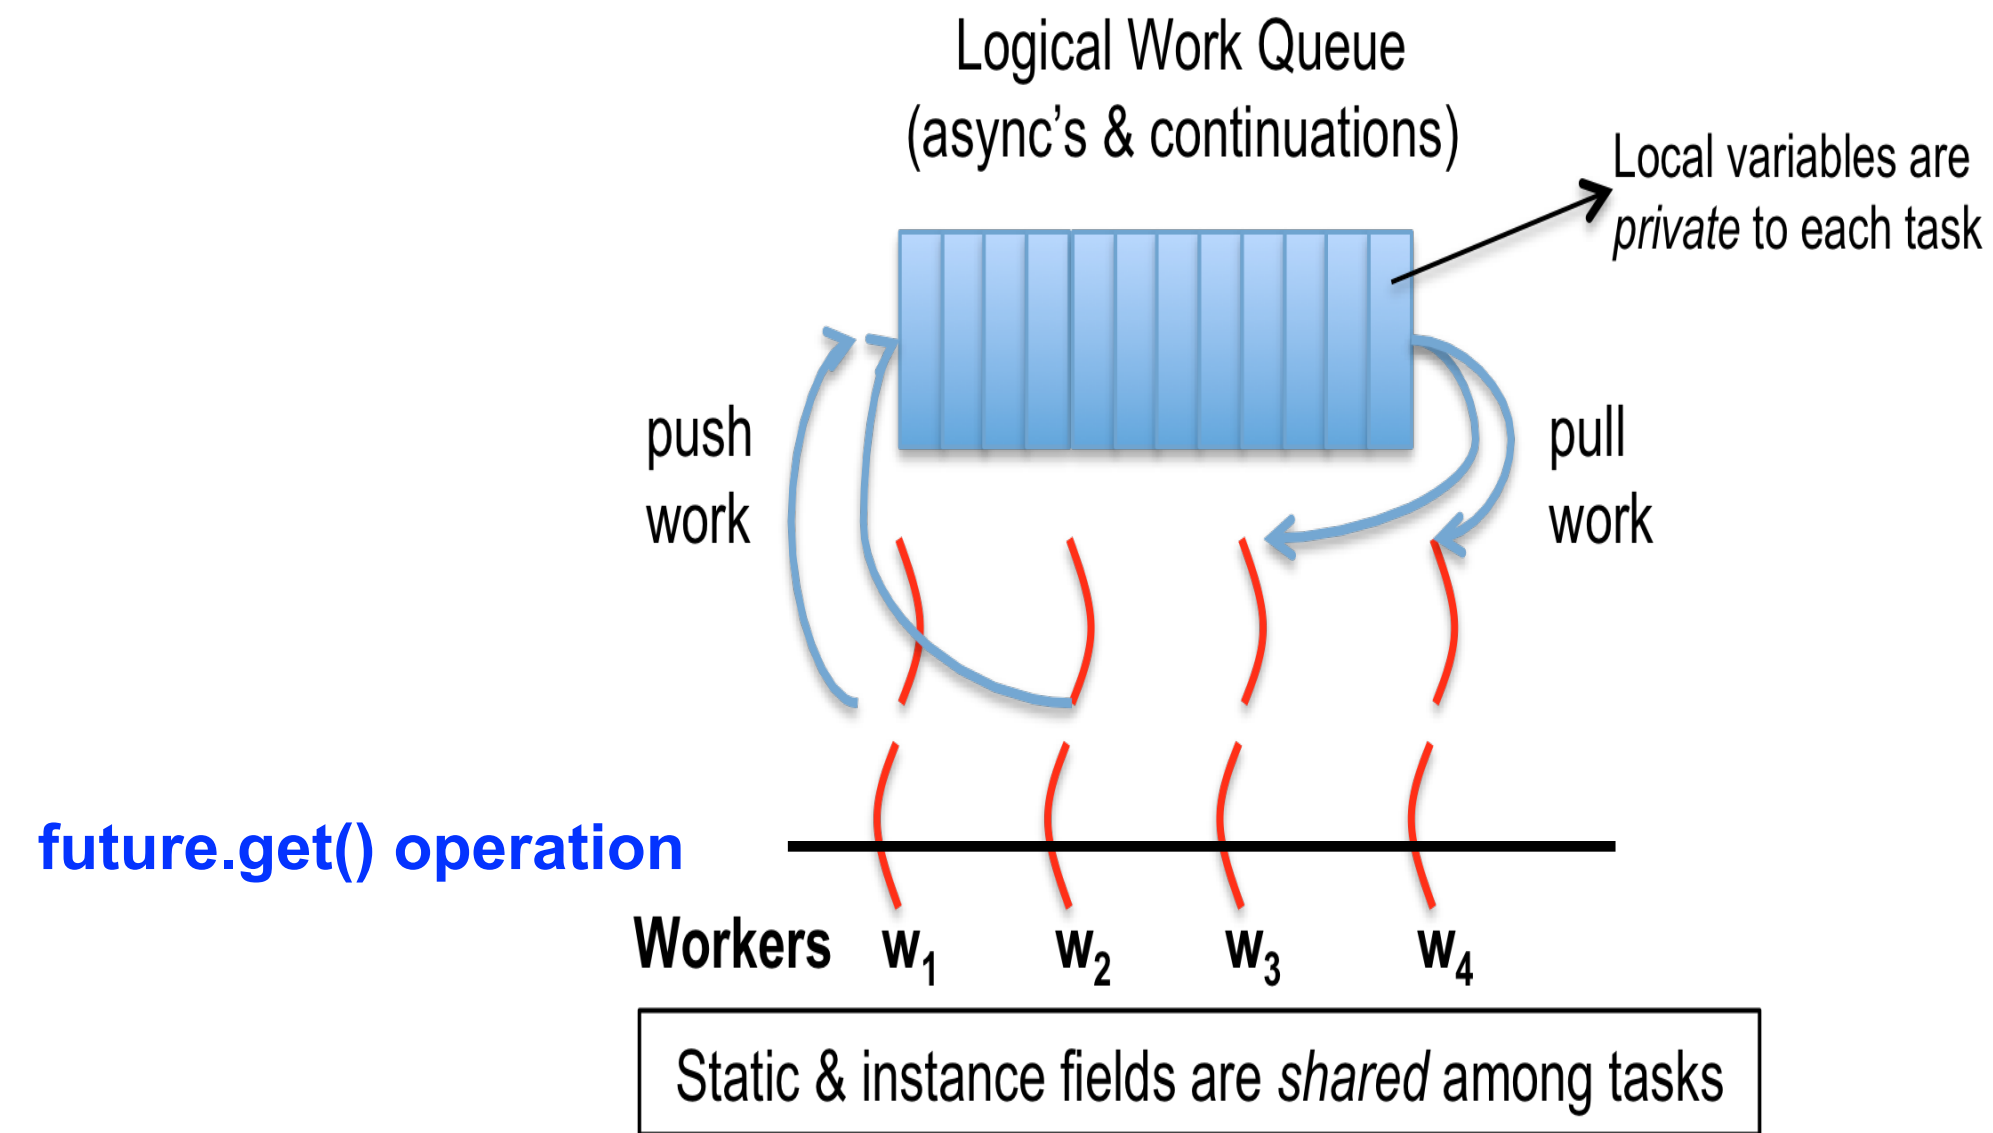 Logical Work Queue
(async's & continuations)
Local variables are
private to each task
push
work
pull
work
future.get() operation
Workers w₁ w₂ w₃ w₄
Static & instance fields are shared among tasks